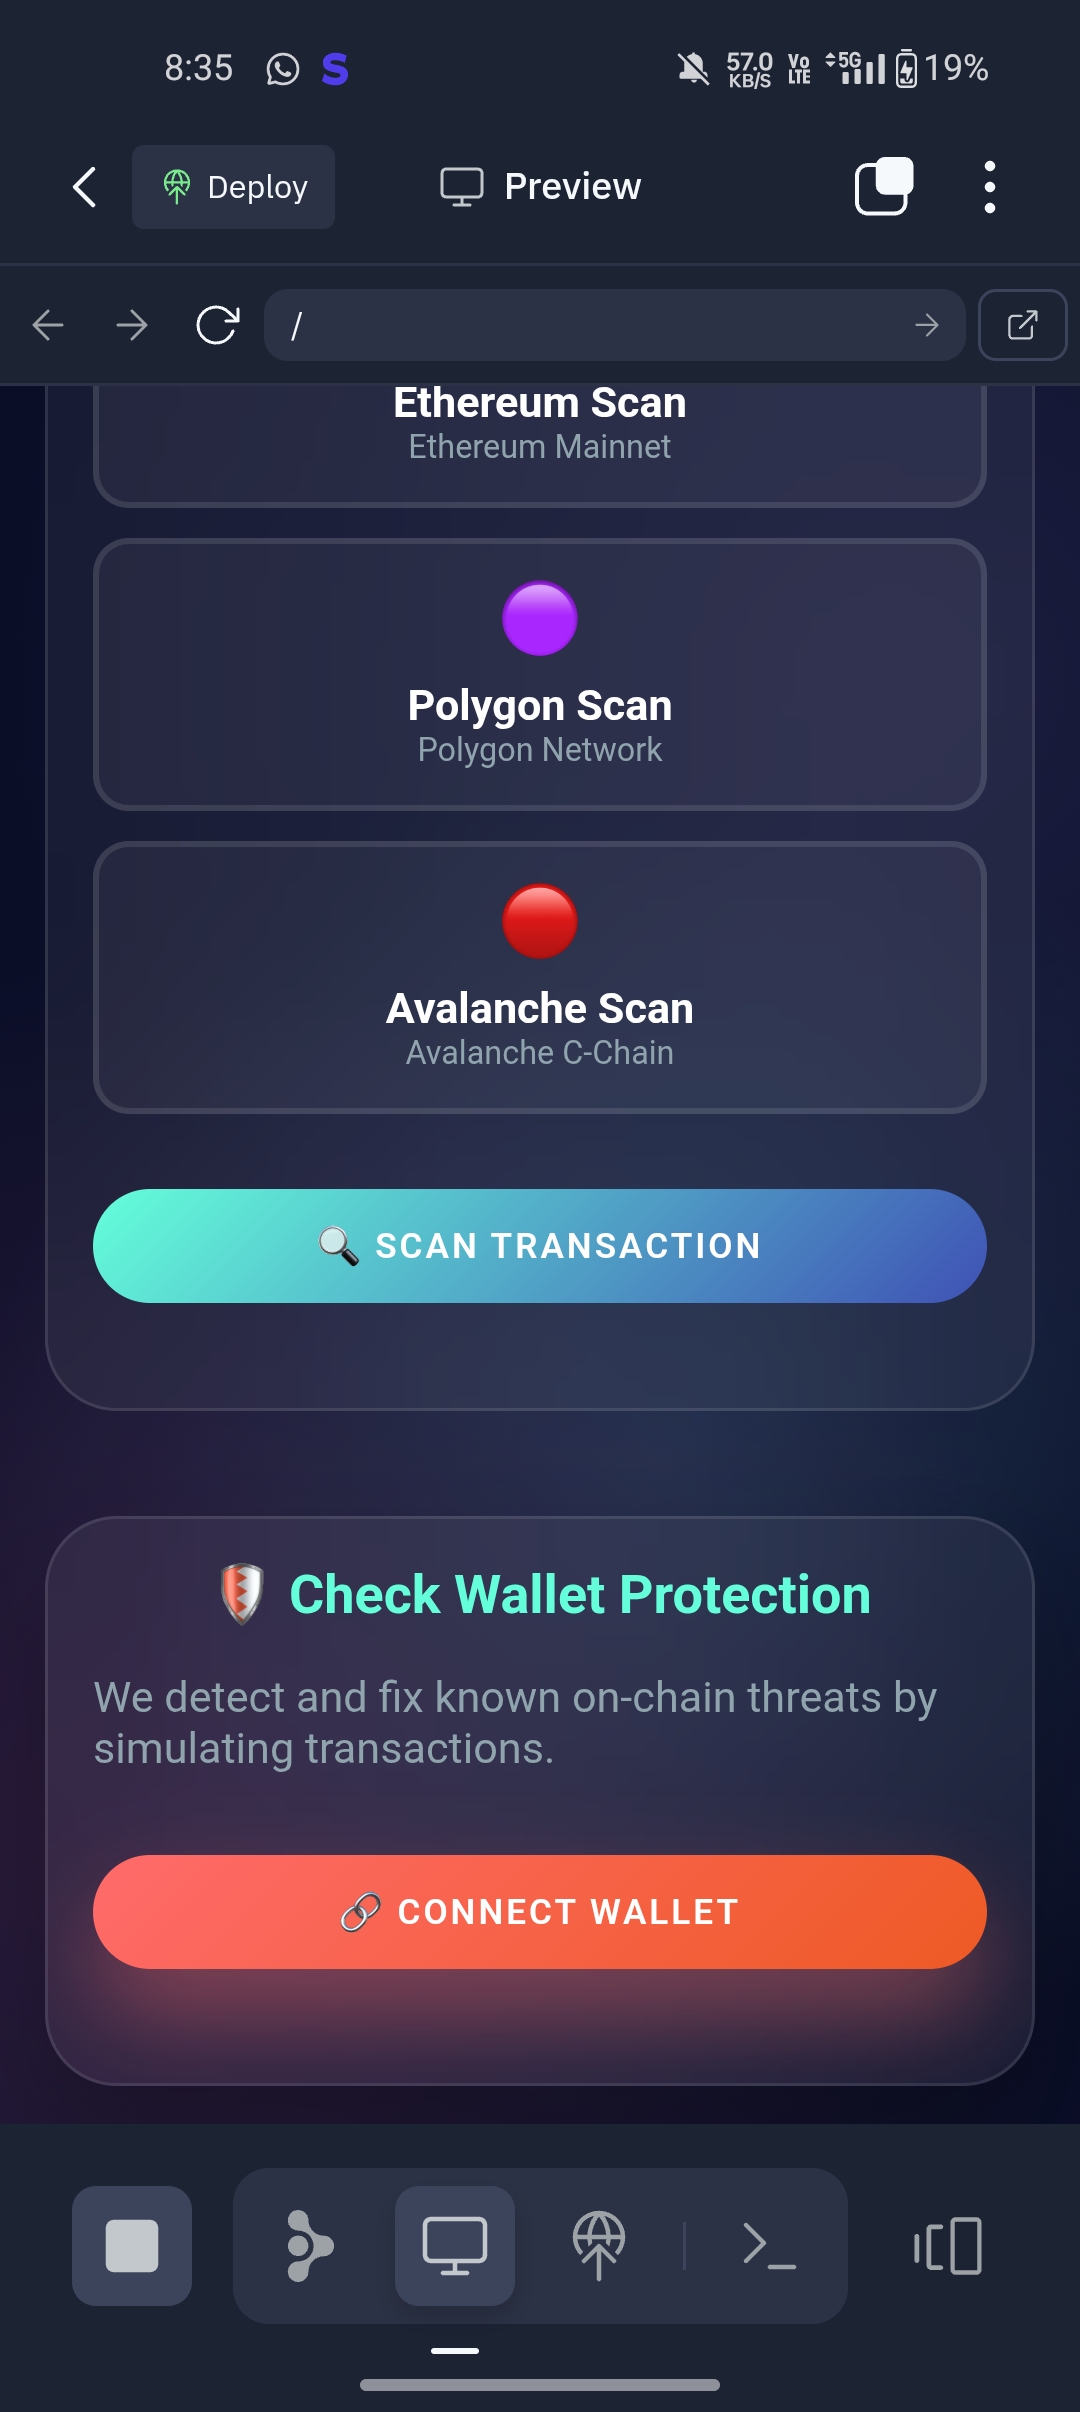 8:35
S
57.0
KB/S
Vo
LTE
5G
19%
Deploy
Preview
/
Ethereum Scan
Ethereum Mainnet
Polygon Scan
Polygon Network
Avalanche Scan
Avalanche C-Chain
SCAN TRANSACTION
Check Wallet Protection
We detect and fix known on-chain threats by
simulating transactions.
CONNECT WALLET